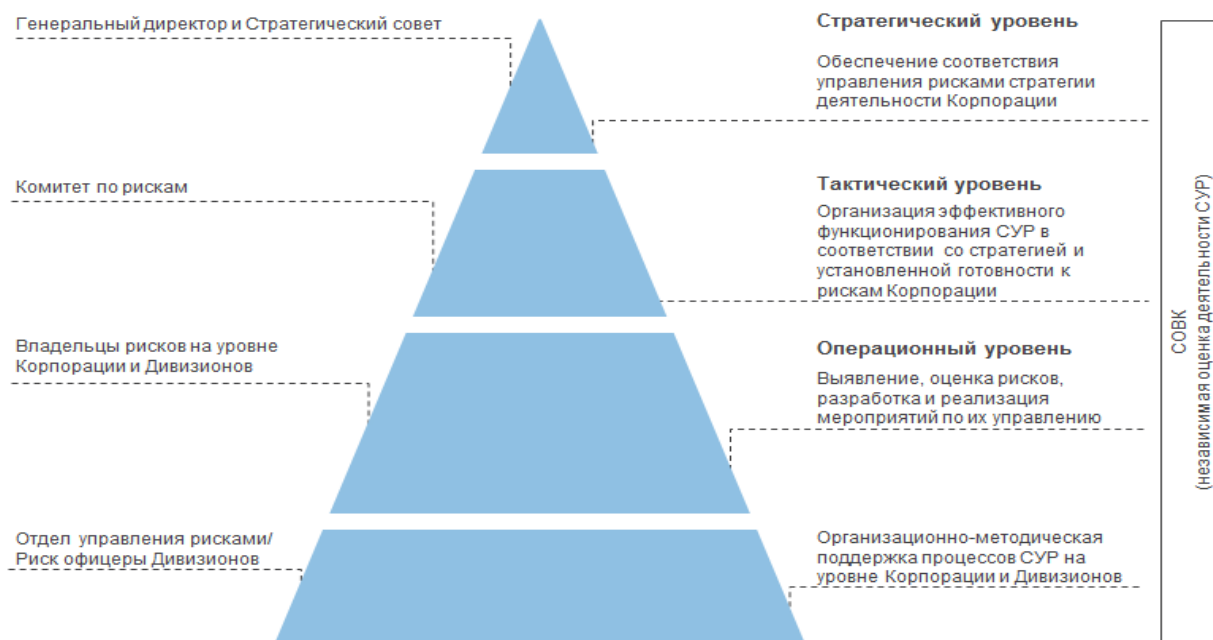 Генеральный директор и Стратегический совет
Стратегический уровень
Обеспечение соответствия
управления рисками стратегии
деятельности Корпорации
Комитет по рискам
Тактический уровень
Организация эффективного
функционирования СУР в
соответствии со стратегией и
установленной готовности к
рискам Корпорации
Владельцы рисков на уровне
Корпорации и Дивизионов
Операционный уровень
Выявление, оценка рисков,
разработка и реализация
мероприятий по их управлению
Отдел управления рисками/
Риск офицеры Дивизионов
Организационно-методическая
поддержка процессов СУР на
уровне Корпорации и Дивизионов
СОВК
(независимая оценка деятельности СУР)